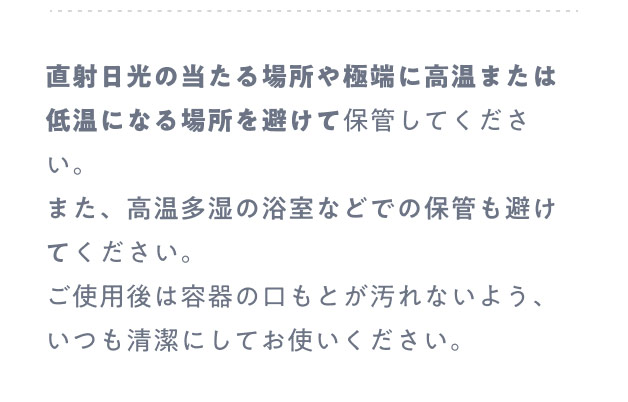 直射日光の当たる場所や極端に高温または
低温になる場所を避けて保管してくださ
い。
また、高温多湿の浴室などでの保管も避け
てください。
ご使用後は容器の口もとが汚れないよう、
いつも清潔にしてお使いください。